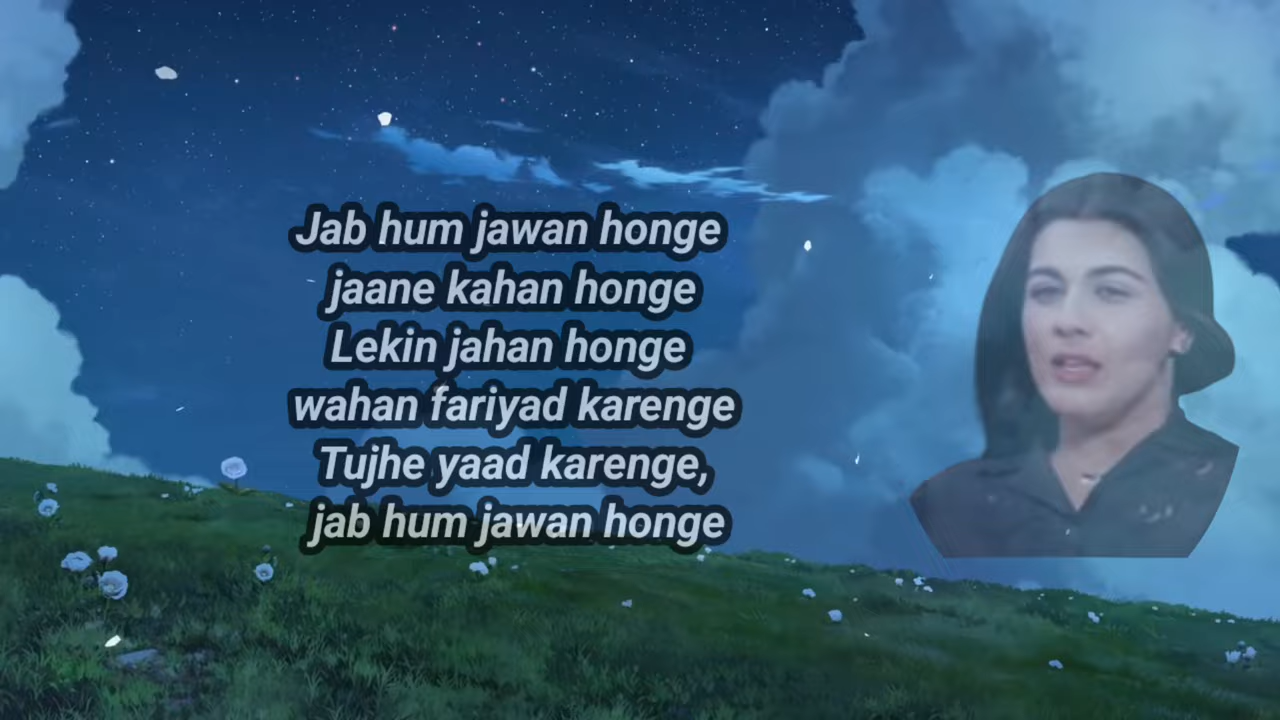 Jab hum jawan honge
jaane kahan honge
Lekin jahan honge
wahan fariyad karenge
Tujhe yaad karenge,
jab hum jawan honge